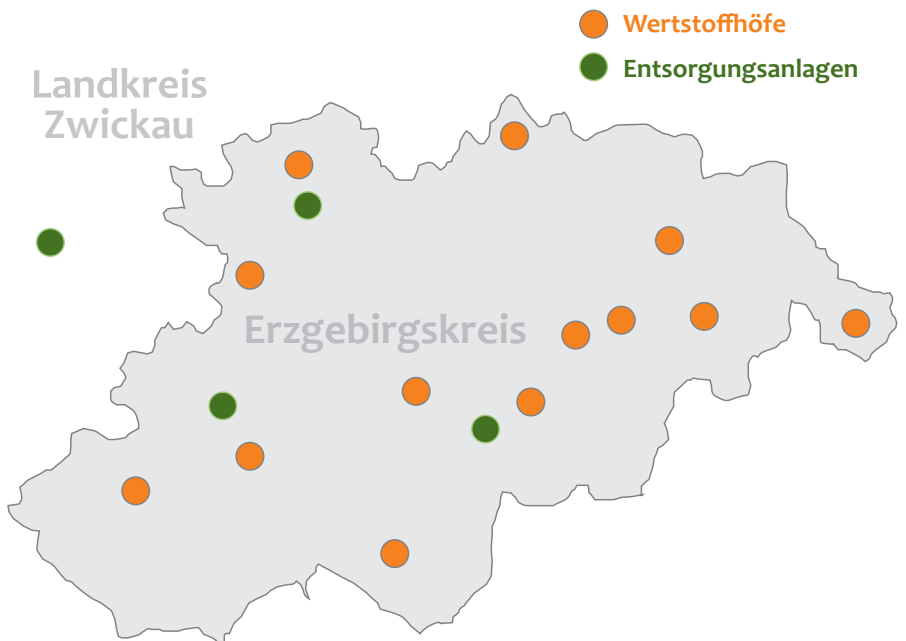 Wertstoffhöfe
Entsorgungsanlagen
Landkreis
Zwickau
Erzgebirgskreis